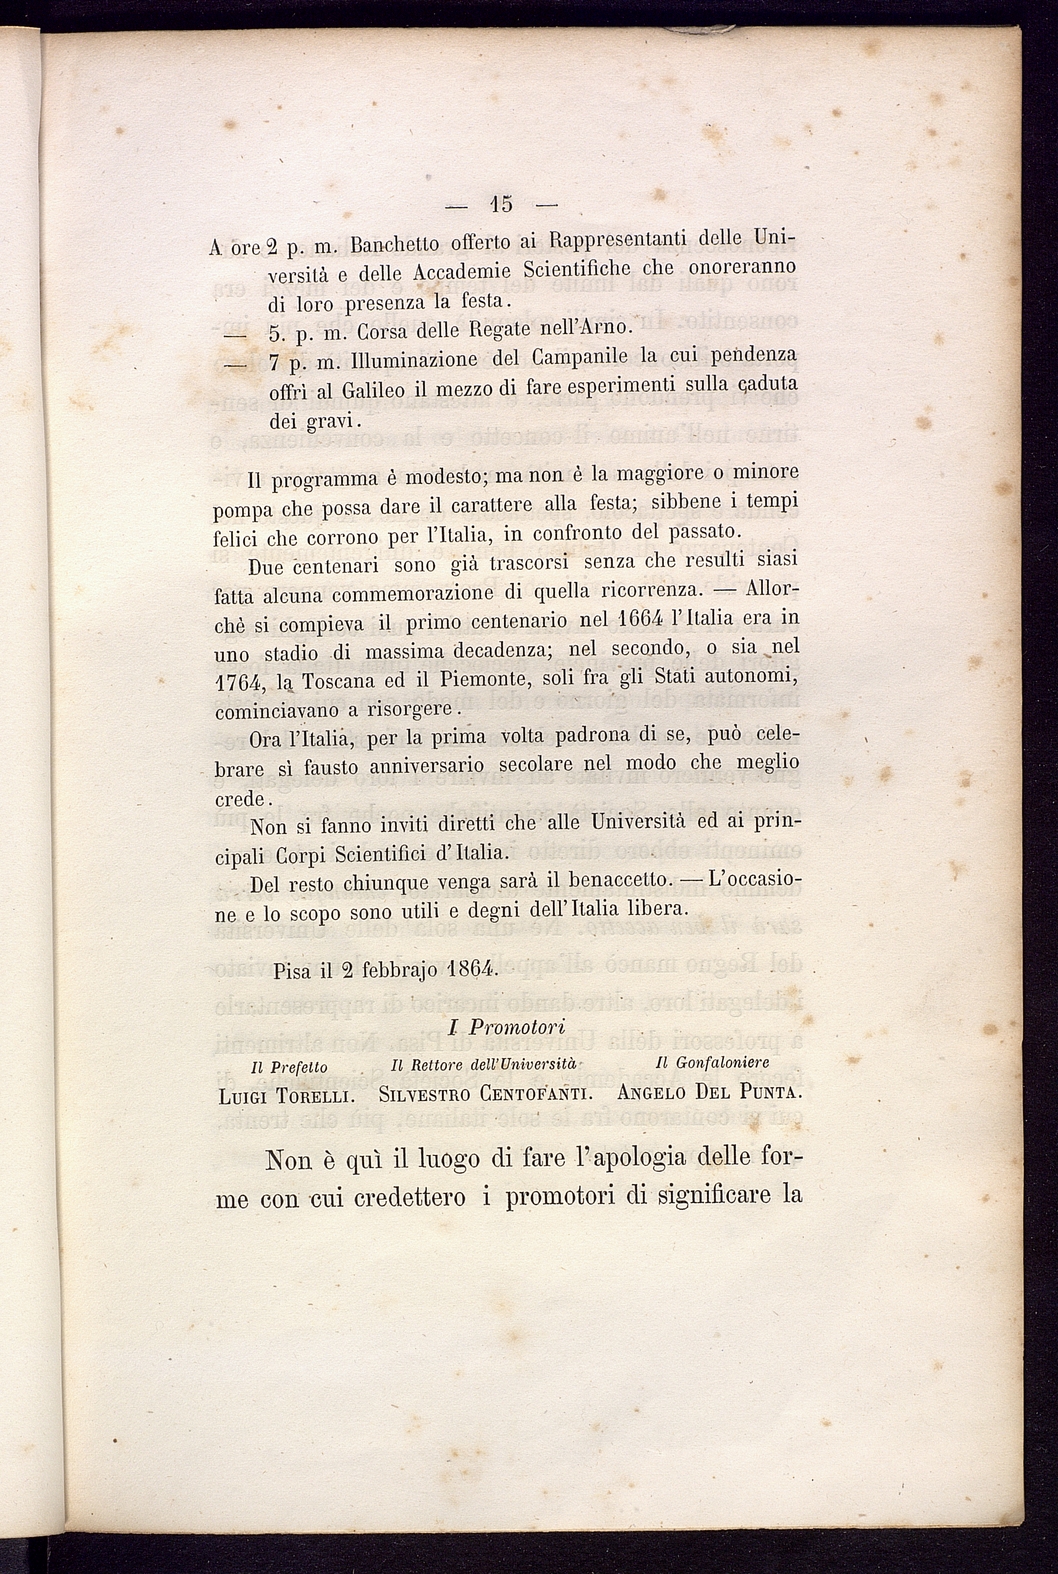 — 15 —
A ore 2 p. m. Banchetto offerto ai Rappresentanti delle Uni-
versità e delle Accademie Scientifiche che onoreranno
di loro presenza la festa.
— 5. p. m. Corsa delle Regate nell'Arno.
— 7 p. m. Illuminazione del Campanile la cui pendenza
offrì al Galileo il mezzo di fare esperimenti sulla caduta
dei gravi.
Il programma è modesto; ma non è la maggiore o minore
pompa che possa dare il carattere alla festa; sibbene i tempi
felici che corrono per l'Italia, in confronto del passato.
Due centenari sono già trascorsi senza che resulti siasi
fatta alcuna commemorazione di quella ricorrenza. — Allor-
chè si compieva il primo centenario nel 1664 l'Italia era in
uno stadio di massima decadenza; nel secondo, o sia nel
1764, la Toscana ed il Piemonte, soli fra gli Stati autonomi,
cominciavano a risorgere.
Ora l'Italia, per la prima volta padrona di se, può cele-
brare sì fausto anniversario secolare nel modo che meglio
crede.
Non si fanno inviti diretti che alle Università ed ai prin-
cipali Corpi Scientifici d'Italia.
Del resto chiunque venga sarà il benaccetto. — L'occasio-
ne e lo scopo sono utili e degni dell'Italia libera.
Pisa il 2 febbrajo 1864.
I Promotori
Il Prefetto Il Rettore dell'Università Il Gonfaloniere
LUIGI TORELLI. SILVESTRO CENTOFANTI. ANGELO DEL PUNTA.
Non è quì il luogo di fare l'apologia delle for-
me con cui credettero i promotori di significare la